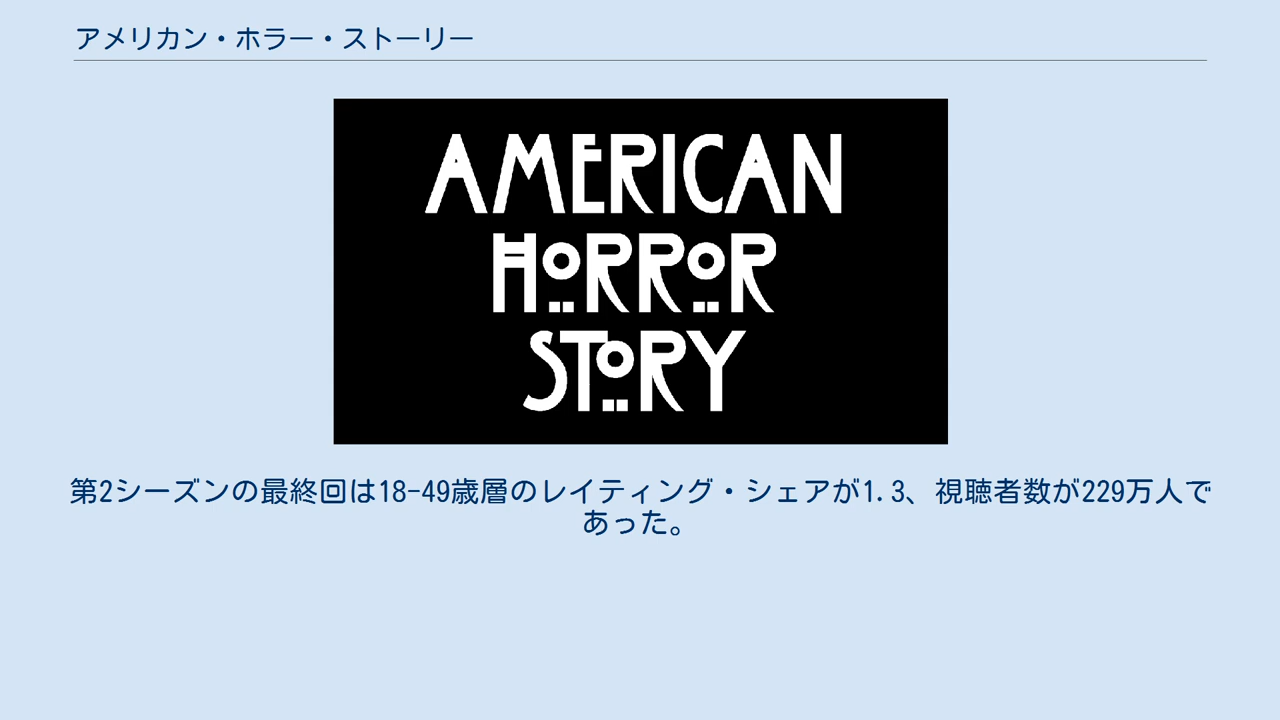 アメリカン・ホラー・ストーリー
AMERICAN
HORROR
STORY
第2シーズンの最終回は18-49歳層のレイティング・シェアが1.3、視聴者数が229万人で
あった。